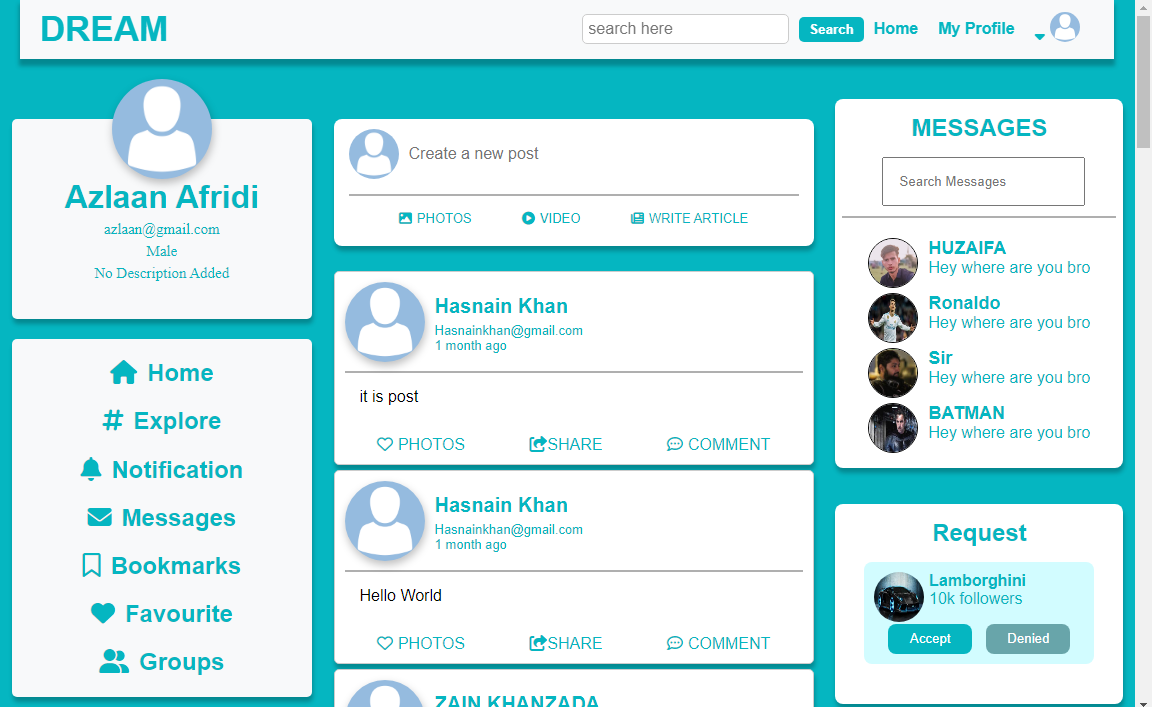 DREAM
search here
Search
Home
My Profile
Azlaan Afridi
azlaan@gmail.com
Male
No Description Added
Home
Explore
Notification
Messages
Bookmarks
Favourite
Groups
Create a new post
PHOTOS
VIDEO
WRITE ARTICLE
Hasnain Khan
Hasnainkhan@gmail.com
1 month ago
it is post
PHOTOS
SHARE
COMMENT
Hasnain Khan
Hasnainkhan@gmail.com
1 month ago
Hello World
PHOTOS
SHARE
COMMENT
ZAIN KHANZADA
MESSAGES
Search Messages
HUZAIFA
Hey where are you bro
Ronaldo
Hey where are you bro
Sir
Hey where are you bro
BATMAN
Hey where are you bro
Request
Lamborghini
10k followers
Accept
Denied